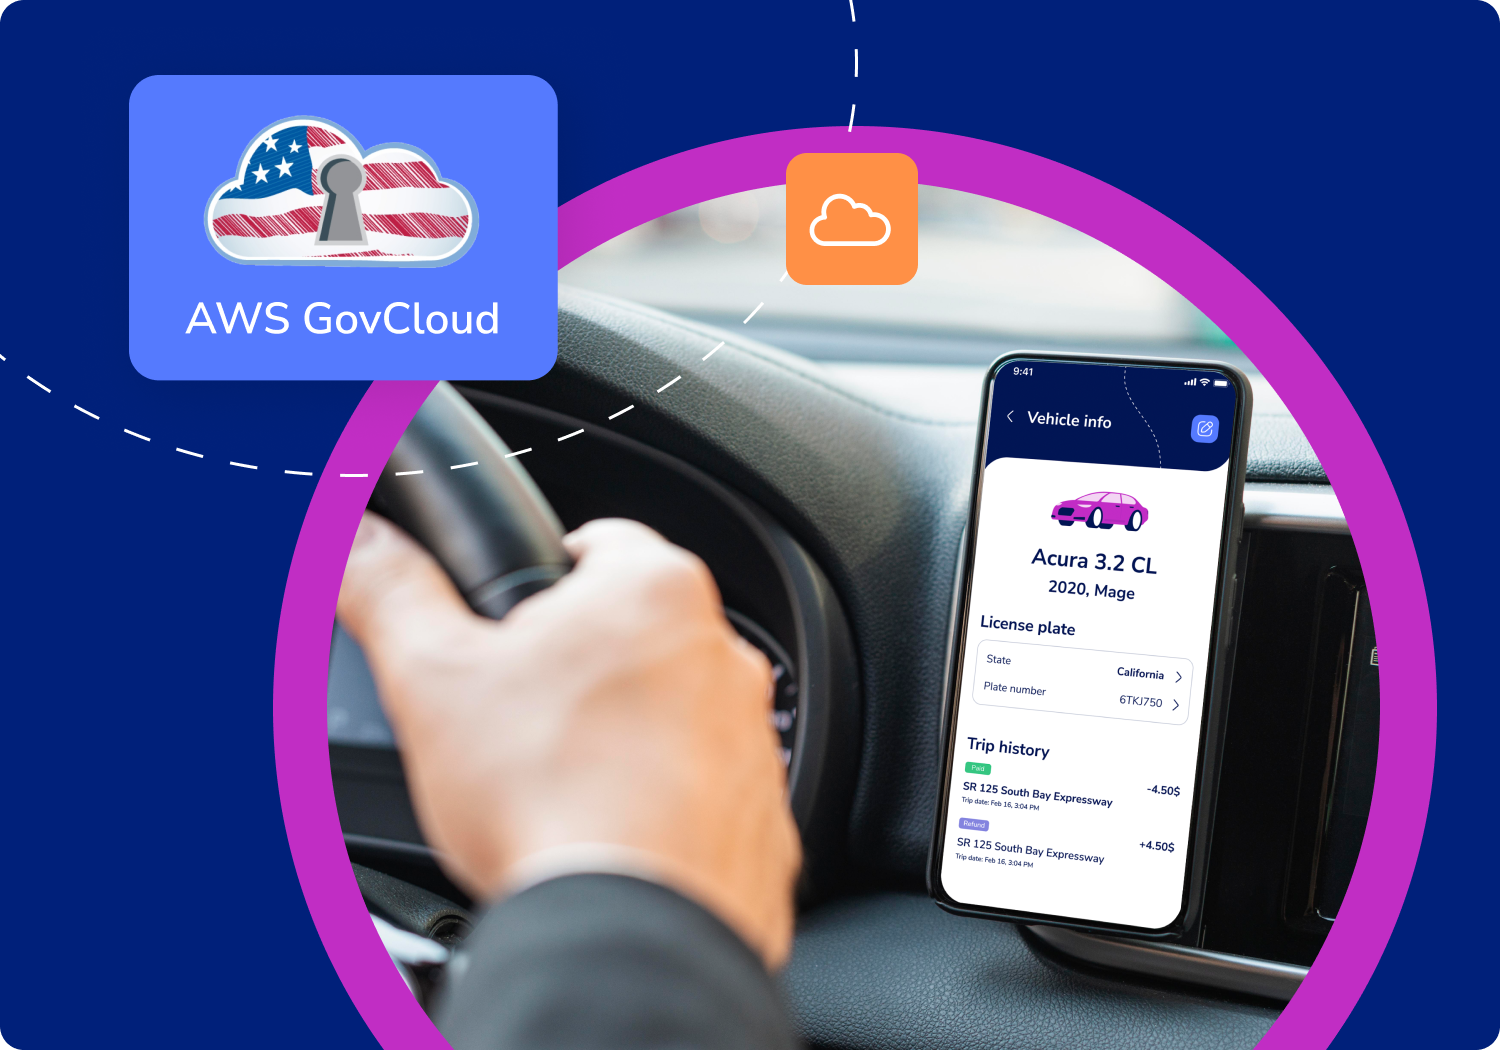 AWS GovCloud
9:41
Vehicle info
Acura 3.2 CL
2020, Mage
License plate
State California
Plate number 6TKJ750
Trip history
Paid
SR 125 South Bay Expressway -4.50$
Trip date: Feb 16, 3:04 PM
Refund
SR 125 South Bay Expressway +4.50$
Trip date: Feb 16, 3:04 PM